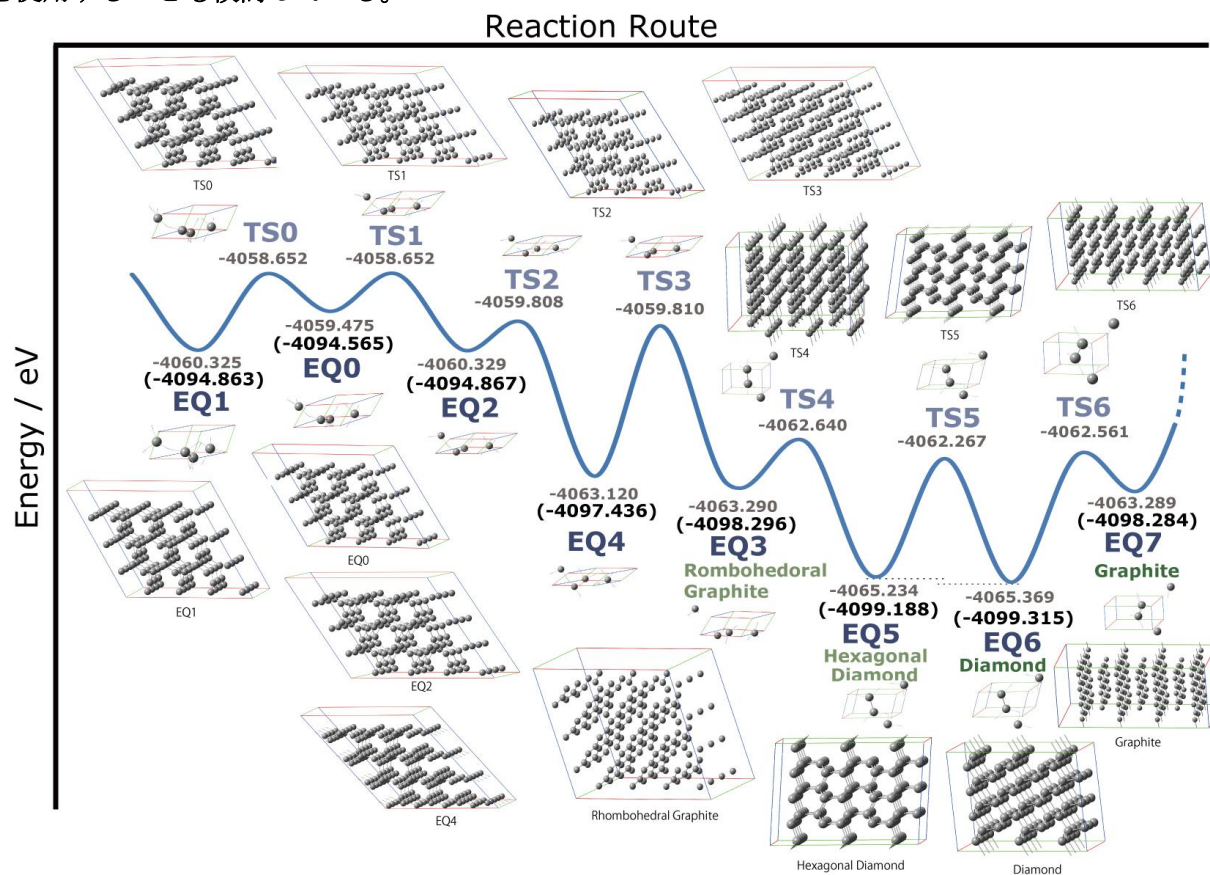 Reaction Route
Energy / eV
TS0
TS1
TS2
TS3
TS0
-4058.652
TS1
-4058.652
TS2
-4059.808
TS3
-4059.810
TS4
TS5
TS6
TS4
-4062.640
TS5
-4062.267
TS6
-4062.561
-4060.325
(-4094.863)
EQ1
-4059.475
(-4094.565)
EQ0
-4060.329
(-4094.867)
EQ2
-4063.120
(-4097.436)
EQ4
-4063.290
(-4098.296)
EQ3
Rombohedoral
Graphite
-4065.234
(-4099.188)
EQ5
Hexagonal
Diamond
-4065.369
(-4099.315)
EQ6
Diamond
-4063.289
(-4098.284)
EQ7
Graphite
EQ1
EQ0
EQ2
EQ4
Rhombohedral Graphite
Hexagonal Diamond
Diamond
Graphite